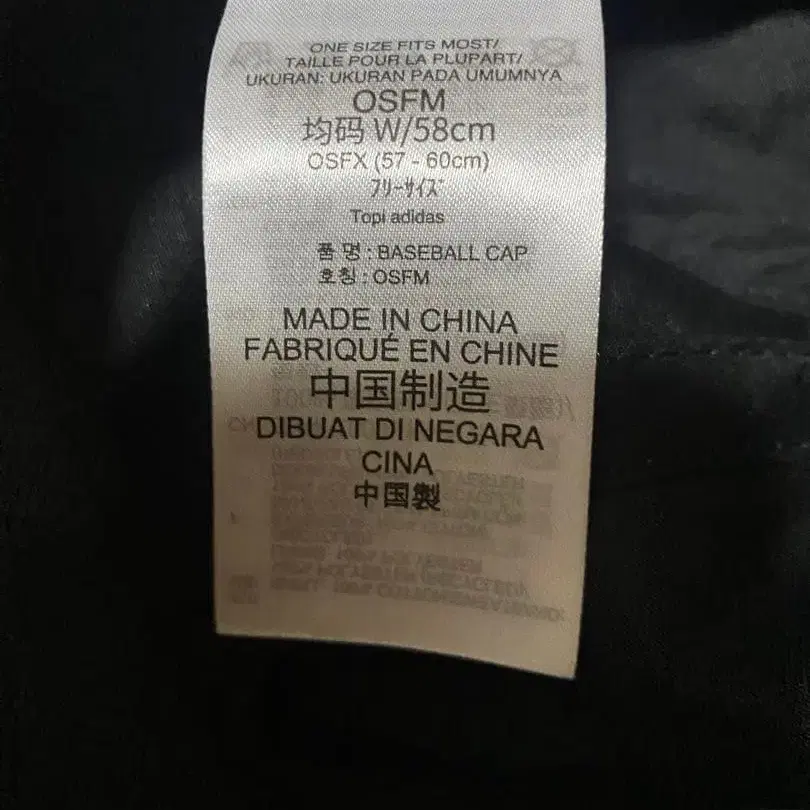 ONE SIZE FITS MOST/
TAILLE POUR LA PLUPART/
UKURAN: UKURAN PADA UMUMNYA
OSFM
均码 W/58cm
OSFX (57 - 60cm)
フリーサイズ
Topi adidas
품 명 : BASEBALL CAP
호칭 : OSFM
MADE IN CHINA
FABRIQUÉ EN CHINE
中国制造
DIBUAT DI NEGARA
CINA
中国製